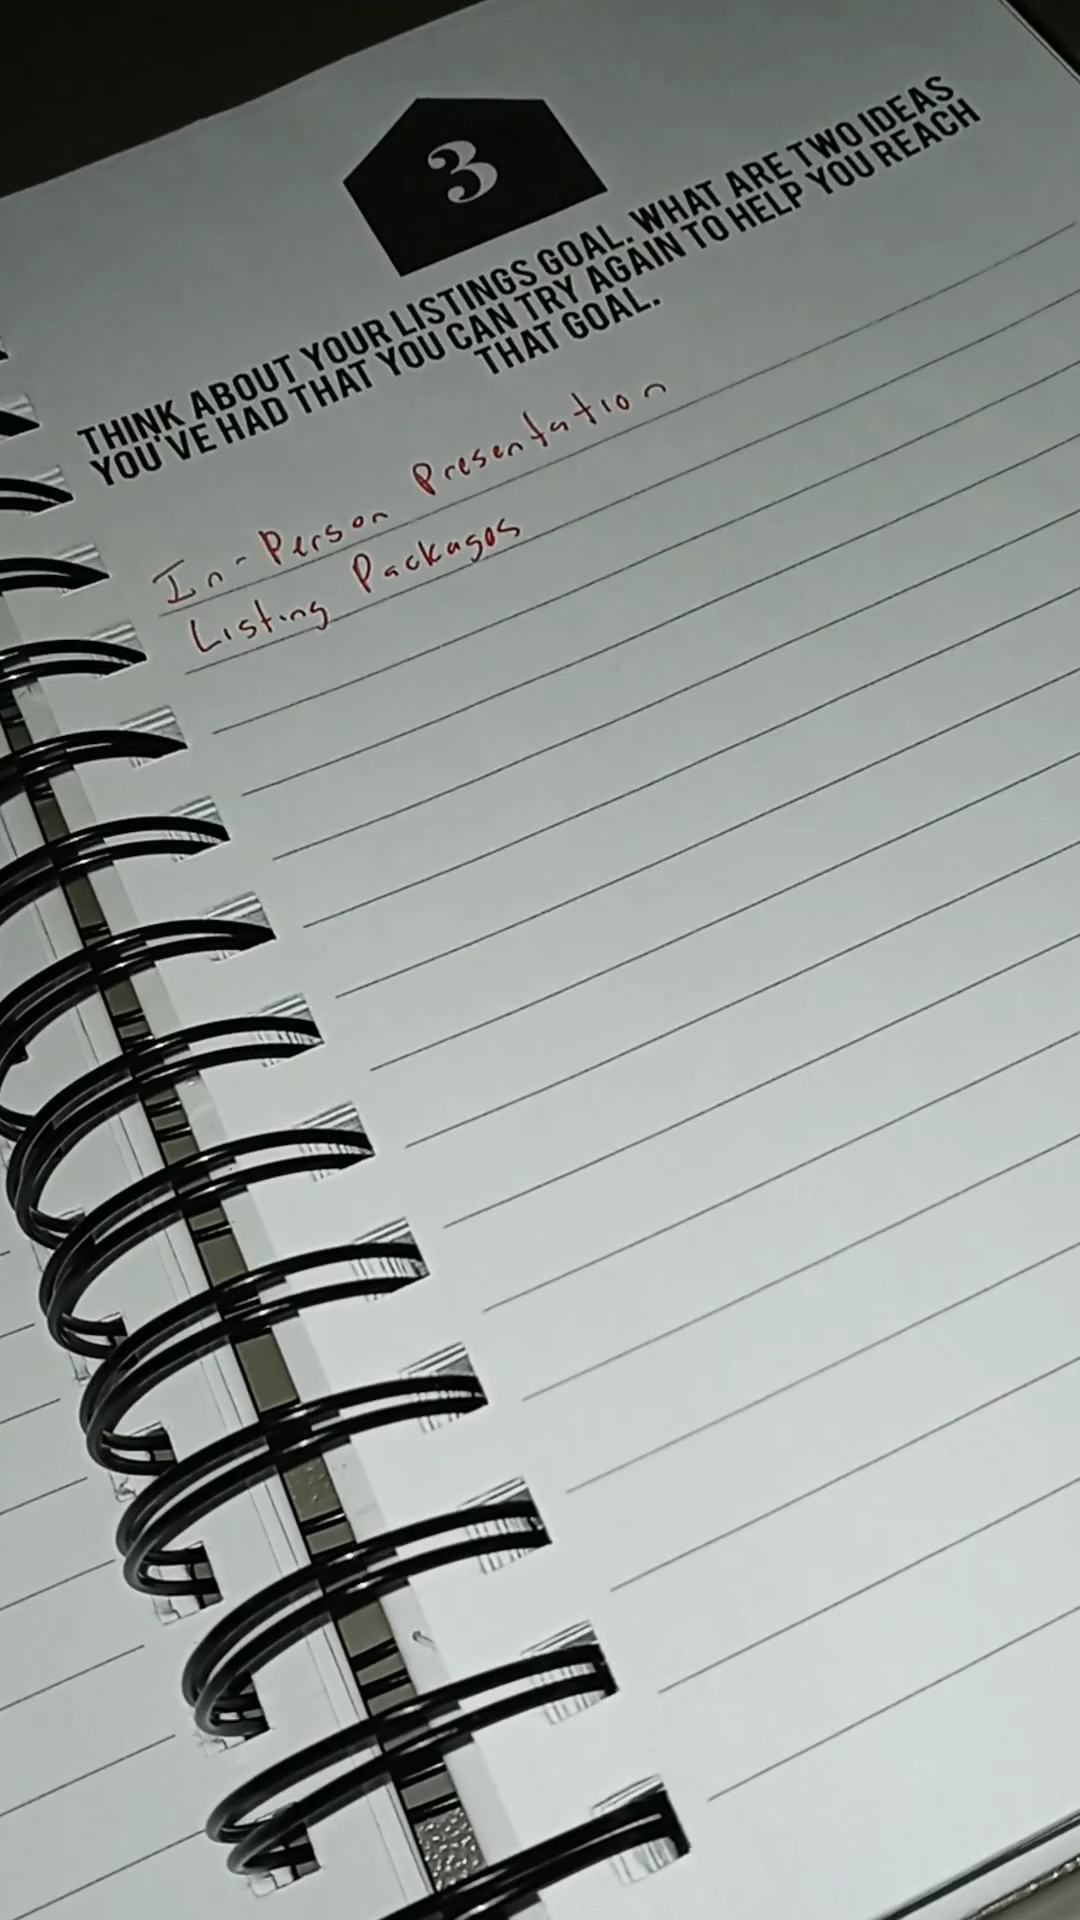 3
THINK ABOUT YOUR LISTINGS GOAL. WHAT ARE TWO IDEAS
YOU'VE HAD THAT YOU CAN TRY AGAIN TO HELP YOU REACH
THAT GOAL.
In-Person Presentation
Listing Packages